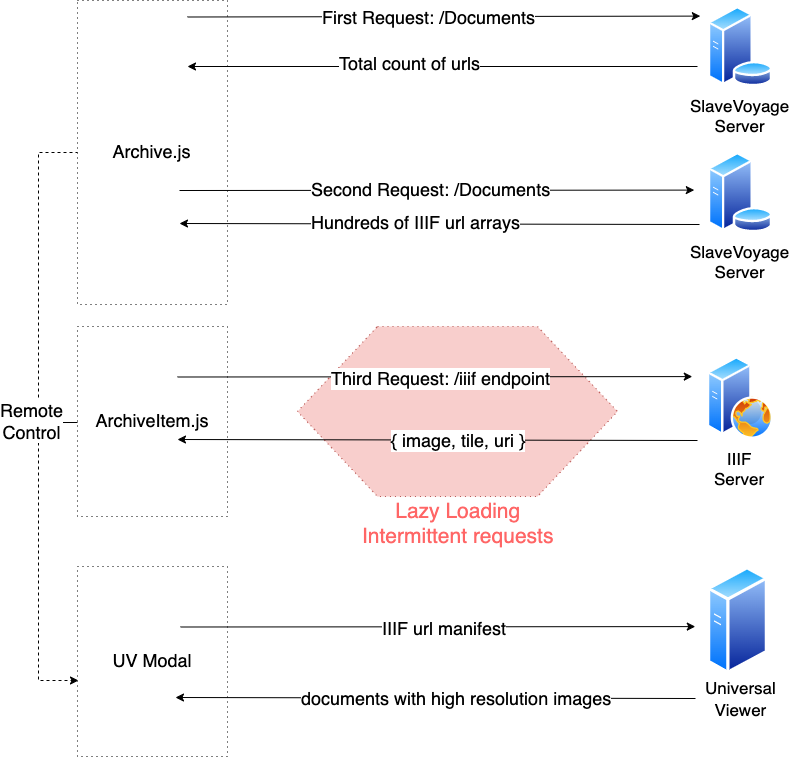 First Request: /Documents
Total count of urls
SlaveVoyage
Server
Archive.js
Second Request: /Documents
Hundreds of IIIF url arrays
SlaveVoyage
Server
Third Request: /iiif endpoint
Remote
Control
ArchiveItem.js
{ image, tile, uri }
IIIF
Server
Lazy Loading
Intermittent requests
IIIF url manifest
UV Modal
documents with high resolution images
Universal
Viewer